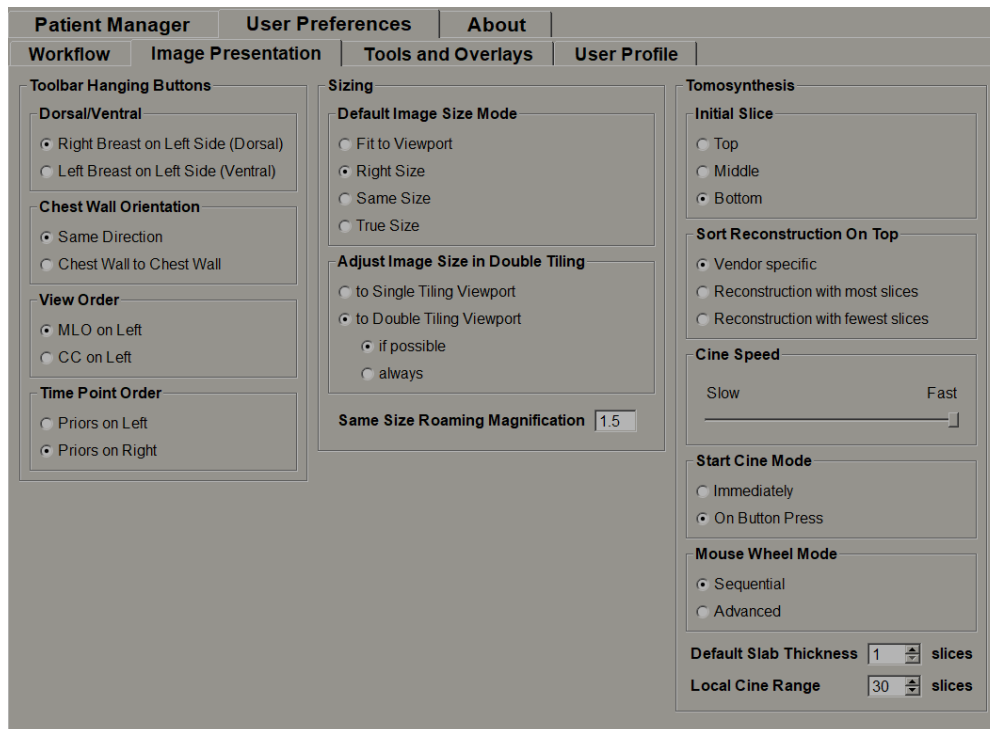 Patient Manager User Preferences About
Workflow Image Presentation Tools and Overlays User Profile
Toolbar Hanging Buttons
Dorsal/Ventral
Right Breast on Left Side (Dorsal)
Left Breast on Left Side (Ventral)
Chest Wall Orientation
Same Direction
Chest Wall to Chest Wall
View Order
MLO on Left
CC on Left
Time Point Order
Priors on Left
Priors on Right
Sizing
Default Image Size Mode
Fit to Viewport
Right Size
Same Size
True Size
Adjust Image Size in Double Tiling
to Single Tiling Viewport
to Double Tiling Viewport
if possible
always
Same Size Roaming Magnification 1.5
Tomosynthesis
Initial Slice
Top
Middle
Bottom
Sort Reconstruction On Top
Vendor specific
Reconstruction with most slices
Reconstruction with fewest slices
Cine Speed
Slow Fast
Start Cine Mode
Immediately
On Button Press
Mouse Wheel Mode
Sequential
Advanced
Default Slab Thickness 1 slices
Local Cine Range 30 slices